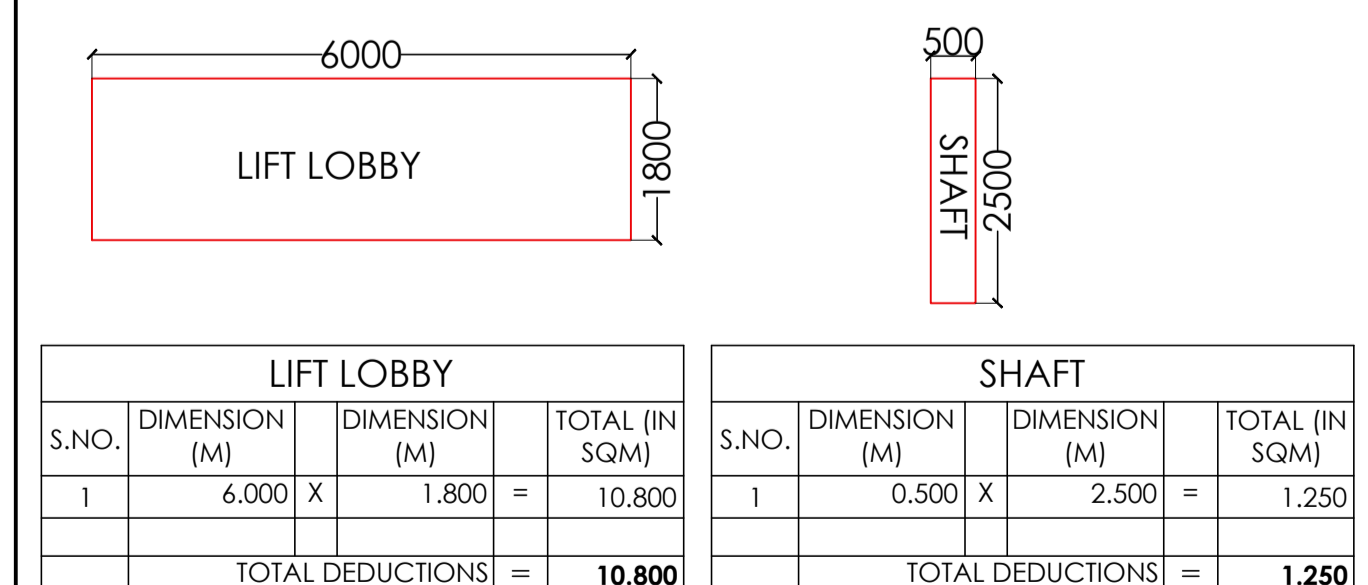 6000
1800
LIFT LOBBY
500
2500
SHAFT
LIFT LOBBY
S.NO. DIMENSION (M) DIMENSION (M) TOTAL (IN SQM)
1 6.000 X 1.800 = 10.800
TOTAL DEDUCTIONS = 10.800
SHAFT
S.NO. DIMENSION (M) DIMENSION (M) TOTAL (IN SQM)
1 0.500 X 2.500 = 1.250
TOTAL DEDUCTIONS = 1.250